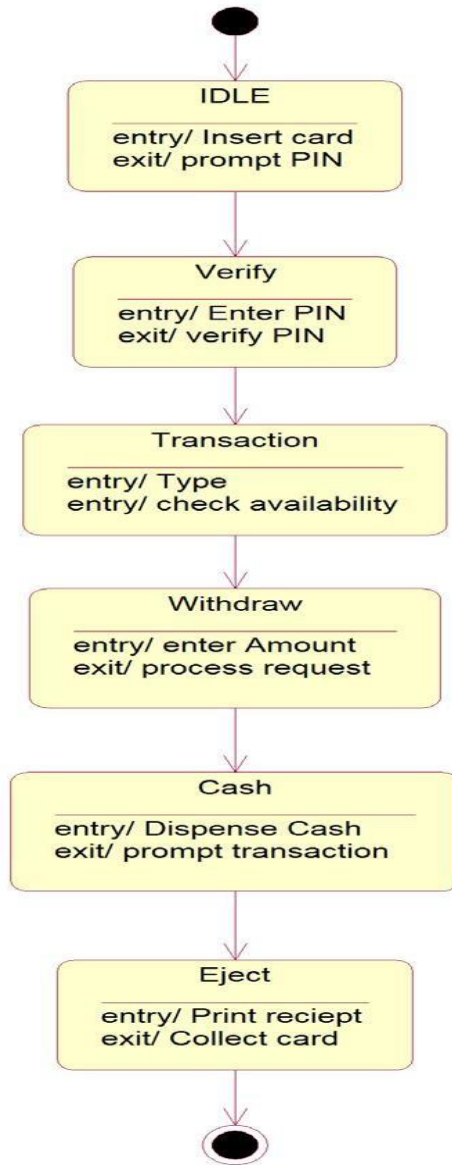 IDLE
entry/ Insert card
exit/ prompt PIN
Verify
entry/ Enter PIN
exit/ verify PIN
Transaction
entry/ Type
entry/ check availability
Withdraw
entry/ enter Amount
exit/ process request
Cash
entry/ Dispense Cash
exit/ prompt transaction
Eject
entry/ Print reciept
exit/ Collect card